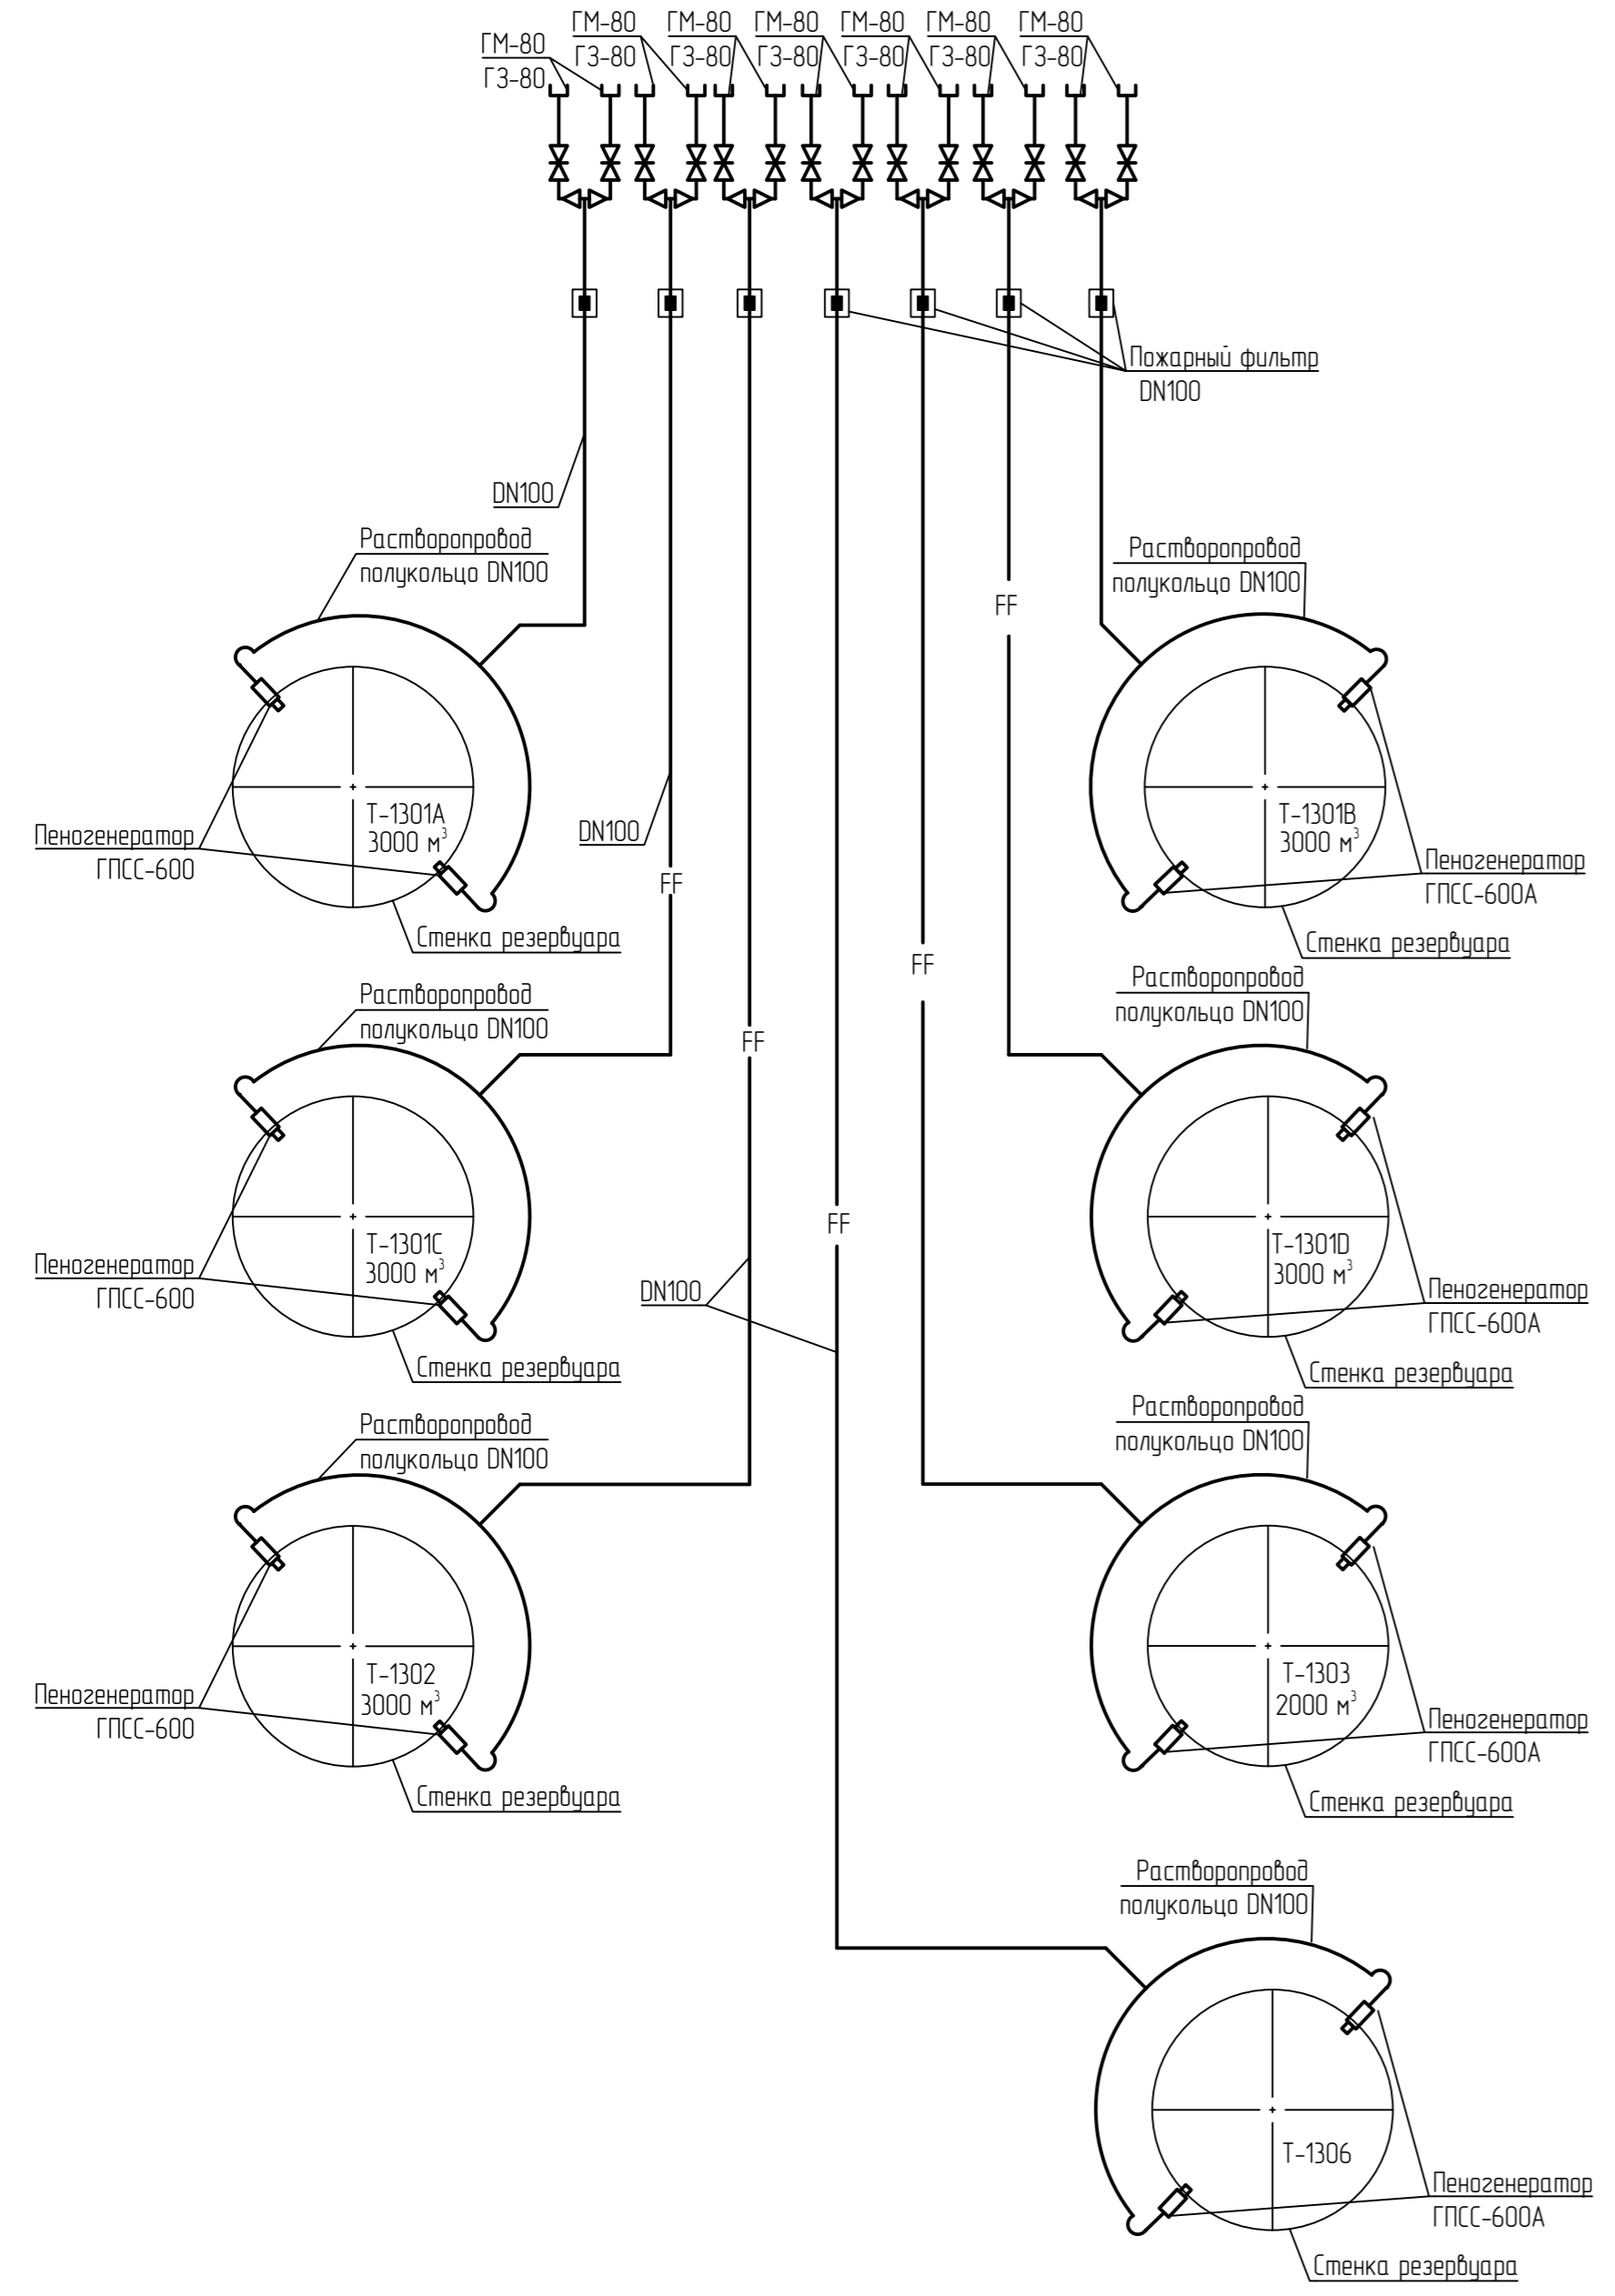 ГМ-80
ГЗ-80
ГМ-80
ГЗ-80
ГМ-80
ГЗ-80
ГМ-80
ГЗ-80
ГМ-80
ГЗ-80
ГМ-80
ГЗ-80
ГМ-80
ГЗ-80
Пожарный фильтр
DN100
DN100
Растворопровод
полукольцо DN100
Растворопровод
полукольцо DN100
FF
Т-1301А
3000 м³
Т-1301В
3000 м³
DN100
Пеногенератор
ГПСС-600
Пеногенератор
ГПСС-600А
FF
Стенка резервуара
Стенка резервуара
FF
Растворопровод
полукольцо DN100
Растворопровод
полукольцо DN100
FF
FF
Т-1301С
3000 м³
Т-1301D
3000 м³
Пеногенератор
ГПСС-600
DN100
Пеногенератор
ГПСС-600А
Стенка резервуара
Стенка резервуара
Растворопровод
полукольцо DN100
Растворопровод
полукольцо DN100
Т-1302
3000 м³
Т-1303
2000 м³
Пеногенератор
ГПСС-600
Пеногенератор
ГПСС-600А
Стенка резервуара
Стенка резервуара
Растворопровод
полукольцо DN100
Т-1306
Пеногенератор
ГПСС-600А
Стенка резервуара